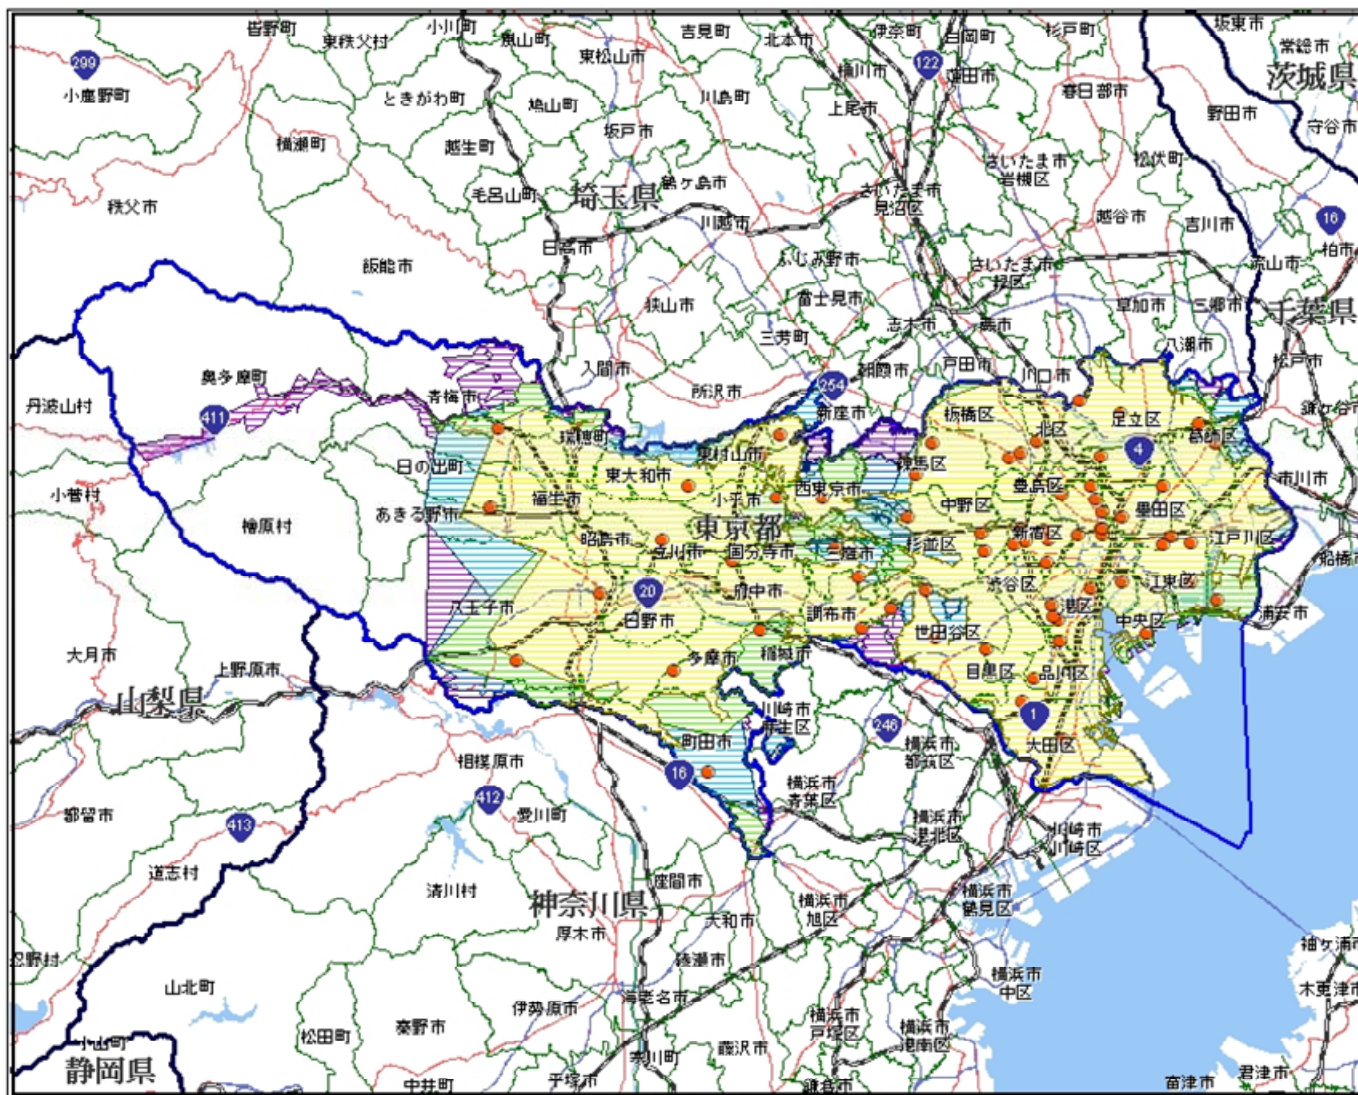 皆野町
東秩父村
小川町
嵐山町
東松山市
吉見町
北本市
伊奈町
白岡町
杉戸町
坂東市
常総市
299
122
茨城県
小鹿野町
ときがわ町
鳩山町
川島町
桶川市
蓮田市
上尾市
春日部市
野田市
守谷市
横瀬町
越生町
坂戸市
さいたま市
岩槻区
松伏町
毛呂山町
鶴ヶ島市
埼玉県
さいたま市
見沼区
秩父市
川越市
越谷市
吉川市
16
柏市
日高市
飯能市
ふじみ野市
さいたま市
緑区
流山市
狭山市
富士見市
草加市
三郷市
千葉県
志木市
蕨市
三芳町
八潮市
松戸市
入間市
戸田市
朝霞市
川口市
奥多摩町
青梅市
所沢市
254
新座市
板橋区
足立区
鎌ヶ谷市
丹波山村
411
瑞穂町
北区
葛飾区
東村山市
4
日の出町
東大和市
練馬区
市川市
小菅村
福生市
小平市
西東京市
豊島区
あきる野市
中野区
墨田区
檜原村
東京都
昭島市
立川市
国分寺市
三鷹市
杉並区
新宿区
江戸川区
船橋市
20
府中市
渋谷区
江東区
八王子市
日野市
調布市
港区
中央区
浦安市
世田谷区
大月市
上野原市
多摩市
稲城市
目黒区
品川区
山梨県
川崎市
麻生区
246
1
町田市
横浜市
都筑区
大田区
相模原市
16
横浜市
青葉区
412
都留市
413
愛川町
横浜市
港北区
川崎市
川崎区
道志村
清川村
座間市
神奈川県
横浜市
旭区
横浜市
鶴見区
大和市
厚木市
袖ヶ浦市
忍野村
綾瀬市
横浜市
中区
山北町
海老名市
木更津市
伊勢原市
松田町
秦野市
横浜市
戸塚区
横浜市
港南区
小山町
寒川町
藤沢市
静岡県
中井町
平塚市
鎌倉市
富津市
君津市